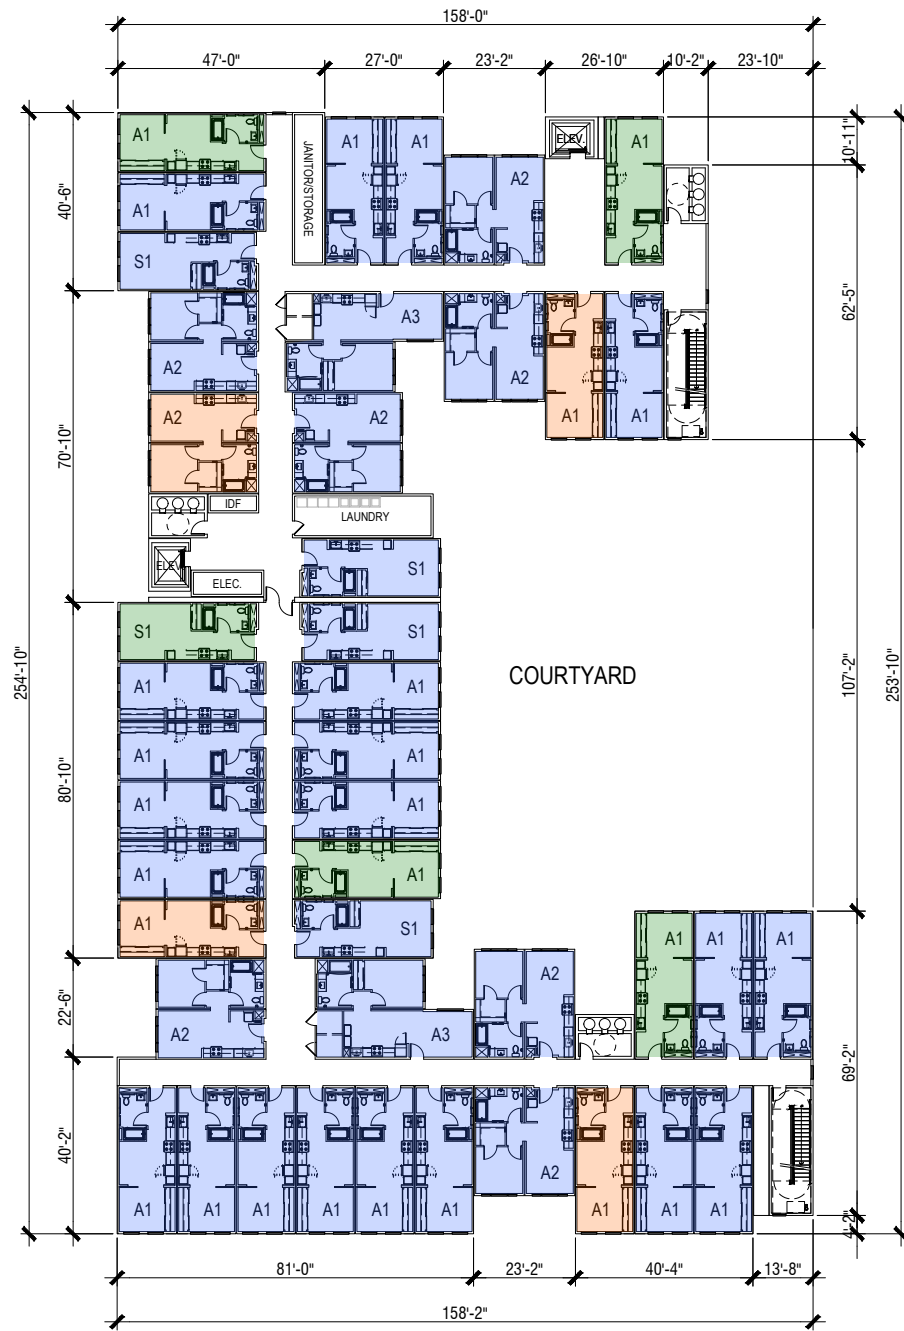 158'-0"
47'-0" 27'-0" 23'-2" 26'-10" 10'-2" 23'-10"
A1 JANITOR/STORAGE A1 A1 A2 ELEV. A1 10'-11"
40'-6"
A1
S1
A3 62'-5"
A2 A2 A1 A1
A2 A2
70'-10"
IDF
LAUNDRY
ELEV.
ELEC. S1
S1 S1
254'-10" COURTYARD 107'-2" 253'-10"
A1 A1
A1 A1
80'-10"
A1 A1
A1 A1
A1 S1 A1 A1 A1
A2
22'-6"
A2 A3
69'-2"
40'-2"
A2
A1 A1 A1 A1 A1 A1 A1 A1 A1
4'-2"
81'-0" 23'-2" 40'-4" 13'-8"
158'-2"